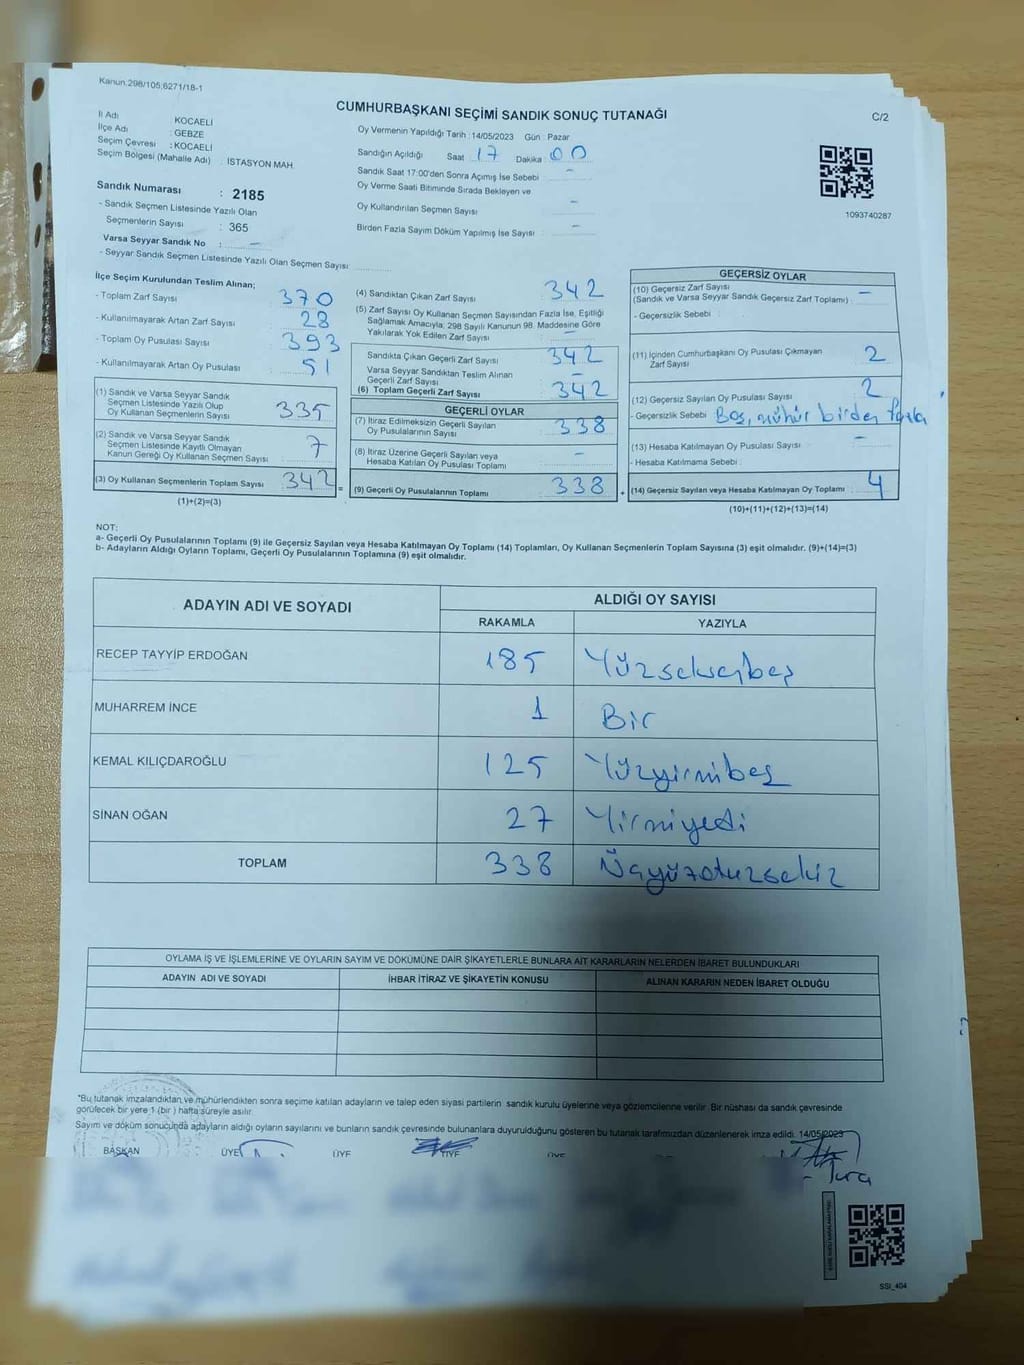 Kanun.298/105;6271/18-1
CUMHURBAŞKANI SEÇİMİ SANDIK SONUÇ TUTANAĞI
C/2
İl Adı : KOCAELİ
İlçe Adı : GEBZE
Seçim Çevresi : KOCAELİ
Seçim Bölgesi (Mahalle Adı) : İSTASYON MAH.
Sandık Numarası : 2185
- Sandık Seçmen Listesinde Yazılı Olan
Seçmenlerin Sayısı : 365
Varsa Seyyar Sandık No : -
- Seyyar Sandık Seçmen Listesinde Yazılı Olan Seçmen Sayısı:
Oy Vermenin Yapıldığı Tarih : 14/05/2023 Gün : Pazar
Sandığın Açıldığı Saat 17 Dakika : 00
Sandık Saat 17:00'den Sonra Açımış İse Sebebi : -
Oy Verme Saati Bitiminde Sırada Bekleyen ve
Oy Kullandırılan Seçmen Sayısı : -
Birden Fazla Sayım Döküm Yapılmış İse Sayısı : -
1093740287
İlçe Seçim Kurulundan Teslim Alınan;
- Toplam Zarf Sayısı : 370
- Kullanılmayarak Artan Zarf Sayısı : 28
- Toplam Oy Pusulası Sayısı : 393
- Kullanılmayarak Artan Oy Pusulası : 51
(1) Sandık ve Varsa Seyyar Sandık
Seçmen Listesinde Yazılı Olup
Oy Kullanan Seçmenlerin Sayısı : 335
(2) Sandık ve Varsa Seyyar Sandık
Seçmen Listesinde Kayıtlı Olmayan
Kanun Gereği Oy Kullanan Seçmen Sayısı : 7
(3) Oy Kullanan Seçmenlerin Toplam Sayısı : 342
(1)+(2)=(3)
=
(4) Sandıktan Çıkan Zarf Sayısı : 342
(5) Zarf Sayısı Oy Kullanan Seçmen Sayısından Fazla İse, Eşitliği
Sağlamak Amacıyla, 298 Sayılı Kanunun 98. Maddesine Göre
Yakılarak Yok Edilen Zarf Sayısı : -
Sandıkta Çıkan Geçerli Zarf Sayısı : 342
Varsa Seyyar Sandıktan Teslim Alınan
Geçerli Zarf Sayısı : -
(6) Toplam Geçerli Zarf Sayısı : 342
GEÇERLİ OYLAR
(7) İtiraz Edilmeksizin Geçerli Sayılan
Oy Pusulalarının Sayısı : 338
(8) İtiraz Üzerine Geçerli Sayılan veya
Hesaba Katılan Oy Pusulası Toplamı : -
(9) Geçerli Oy Pusulalarının Toplamı : 338
+
GEÇERSİZ OYLAR
(10) Geçersiz Zarf Sayısı
(Sandık ve Varsa Seyyar Sandık Geçersiz Zarf Toplamı) : -
- Geçersizlik Sebebi :
(11) İçinden Cumhurbaşkanı Oy Pusulası Çıkmayan
Zarf Sayısı : 2
(12) Geçersiz Sayılan Oy Pusulası Sayısı : 2
- Geçersizlik Sebebi : Boş, mühür birden fazla
(13) Hesaba Katılmayan Oy Pusulası Sayısı : -
- Hesaba Katılmama Sebebi :
(14) Geçersiz Sayılan veya Hesaba Katılmayan Oy Toplamı : 4
(10)+(11)+(12)+(13)=(14)
NOT:
a- Geçerli Oy Pusulalarının Toplamı (9) ile Geçersiz Sayılan veya Hesaba Katılmayan Oy Toplamı (14) Toplamları, Oy Kullanan Seçmenlerin Toplam Sayısına (3) eşit olmalıdır. (9)+(14)=(3)
b- Adayların Aldığı Oyların Toplamı, Geçerli Oy Pusulalarının Toplamına (9) eşit olmalıdır.
ADAYIN ADI VE SOYADI ALDIĞI OY SAYISI
RAKAMLA YAZIYLA
RECEP TAYYİP ERDOĞAN 185 Yüzseksenbeş
MUHARREM İNCE 1 Bir
KEMAL KILIÇDAROĞLU 125 Yüzyirmibeş
SİNAN OĞAN 27 Yirmiyedi
TOPLAM 338 Üçyüzotuzsekiz
OYLAMA İŞ VE İŞLEMLERİNE VE OYLARIN SAYIM VE DÖKÜMÜNE DAİR ŞİKAYETLERLE BUNLARA AİT KARARLARIN NELERDEN İBARET BULUNDUKLARI
ADAYIN ADI VE SOYADI İHBAR İTİRAZ VE ŞİKAYETİN KONUSU ALINAN KARARIN NEDEN İBARET OLDUĞU
"Bu tutanak imzalandıktan ve mühürlendikten sonra seçime katılan adayların ve talep eden siyasi partilerin sandık kurulu üyelerine veya gözlemcilerine verilir. Bir nüshası da sandık çevresinde
görülecek bir yere 1 (bir ) hafta süreyle asılır.
Sayım ve döküm sonucunda adayların aldığı oyların sayılarını ve bunların sandık çevresinde bulunanlara duyurulduğunu gösteren bu tutanak tarafımızdan düzenlenerek imza edildi. 14/05/2023
BAŞKAN ÜYE ÜYE ÜYE ÜYE
SSİ_404